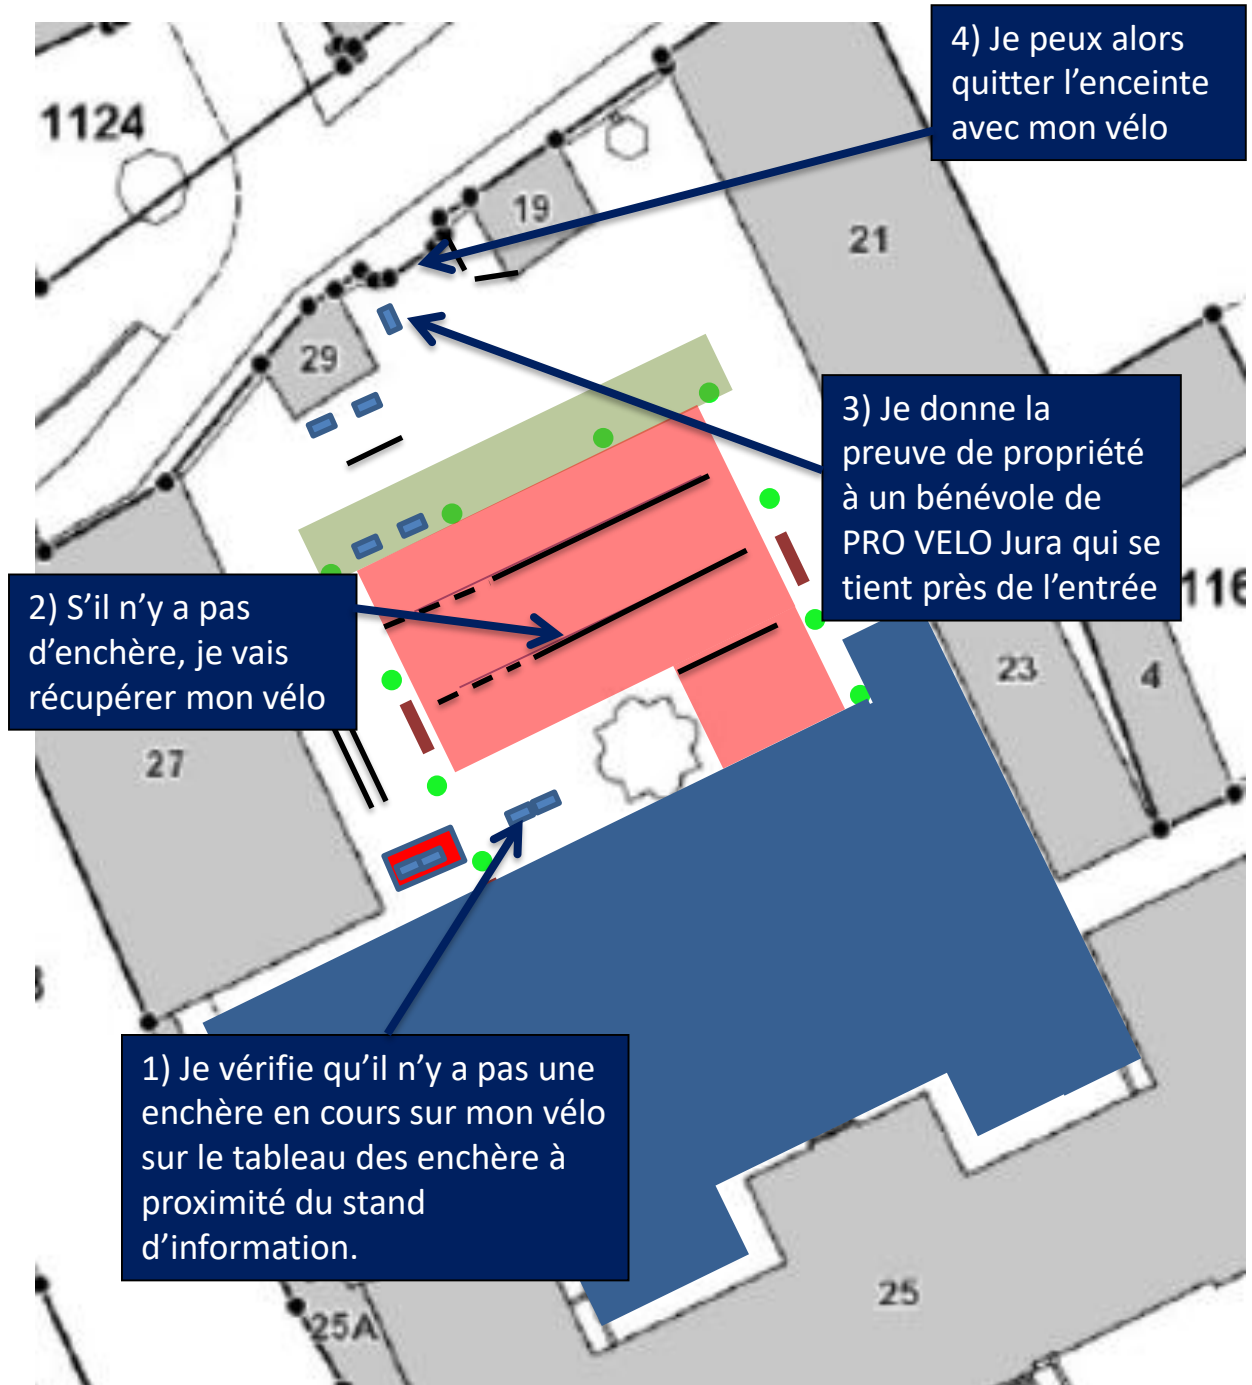 4) Je peux alors
quitter l’enceinte
avec mon vélo
1124
19
21
29
3) Je donne la
preuve de propriété
à un bénévole de
PRO VELO Jura qui se
tient près de l’entrée
116
2) S’il n’y a pas
d’enchère, je vais
récupérer mon vélo
23
4
27
1) Je vérifie qu’il n’y a pas une
enchère en cours sur mon vélo
sur le tableau des enchère à
proximité du stand
d’information.
25
25A